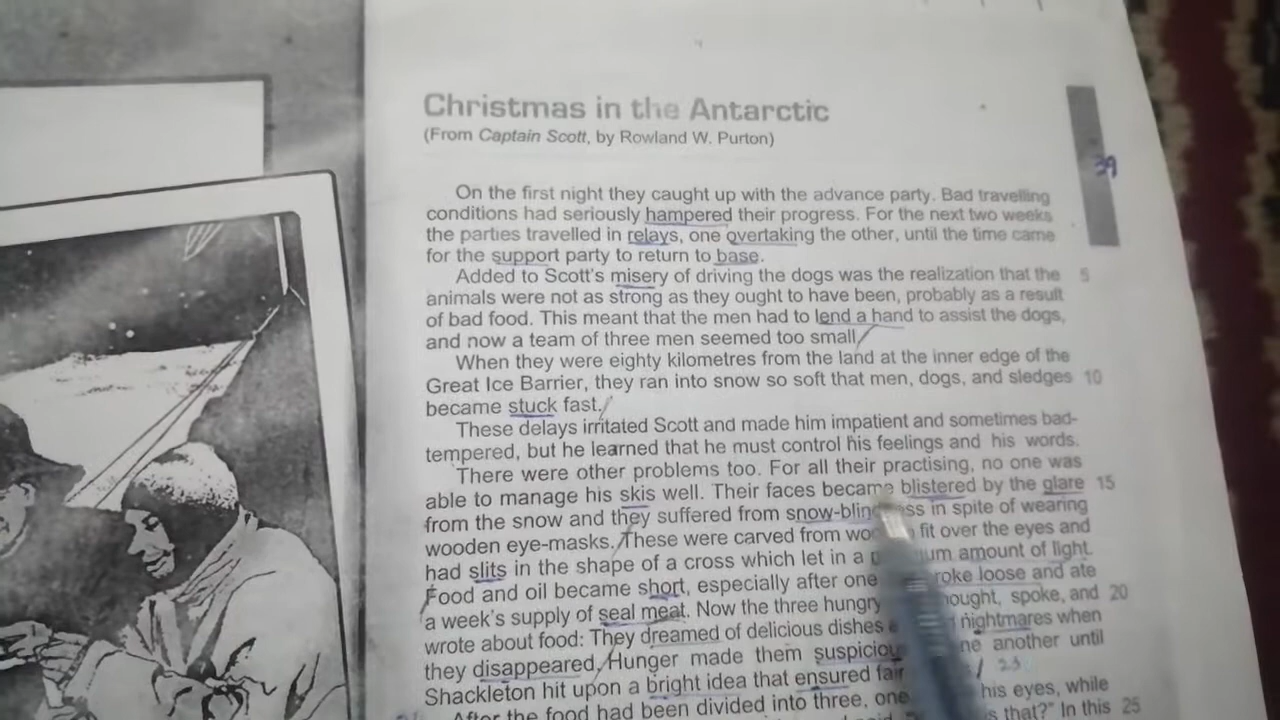 Christmas in the Antarctic
(From Captain Scott, by Rowland W. Purton)
39
On the first night they caught up with the advance party. Bad travelling
conditions had seriously hampered their progress. For the next two weeks
the parties travelled in relays, one overtaking the other, until the time came
for the support party to return to base.
Added to Scott's misery of driving the dogs was the realization that the 5
animals were not as strong as they ought to have been, probably as a result
of bad food. This meant that the men had to lend a hand to assist the dogs,
and now a team of three men seemed too small
When they were eighty kilometres from the land at the inner edge of the
Great Ice Barrier, they ran into snow so soft that men, dogs, and sledges 10
became stuck fast.
These delays irritated Scott and made him impatient and sometimes bad-
tempered, but he learned that he must control his feelings and his words.
There were other problems too. For all their practising, no one was
able to manage his skis well. Their faces became blistered by the glare 15
from the snow and they suffered from in spite of wearing
wooden eye-masks. These were carved from fit over the eyes and
had slits in the shape of a cross which let in a amount of light.
Food and oil became short, especially after one loose and ate
a week's supply of seal meat. Now the three hungry spoke, and 20
wrote about food: They dreamed of delicious dishes nightmares when
they disappeared. Hunger made them another until
Shackleton hit upon a bright idea that ensured fair 23
After the food had been divided into three, one his eyes, while
that?" In this 25